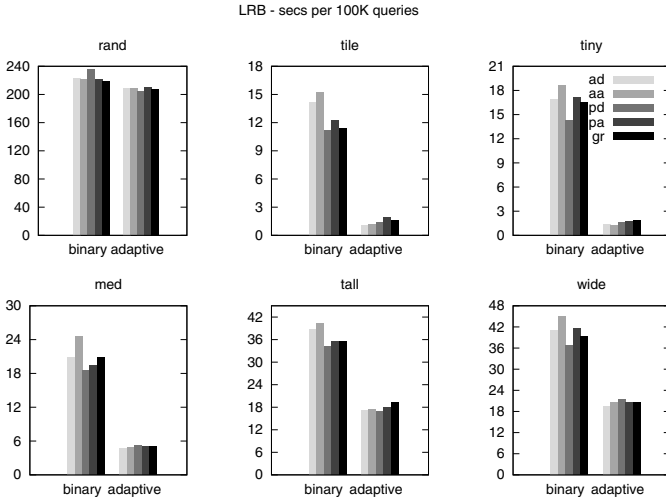 LRB - secs per 100K queries
rand
240
200
160
120
80
40
0
binary adaptive
tile
18
15
12
9
6
3
0
binary adaptive
tiny
21
18
15
12
9
6
3
0
ad
aa
pd
pa
gr
binary adaptive
med
30
24
18
12
6
0
binary adaptive
tall
42
36
30
24
18
12
6
0
binary adaptive
wide
48
42
36
30
24
18
12
6
0
binary adaptive